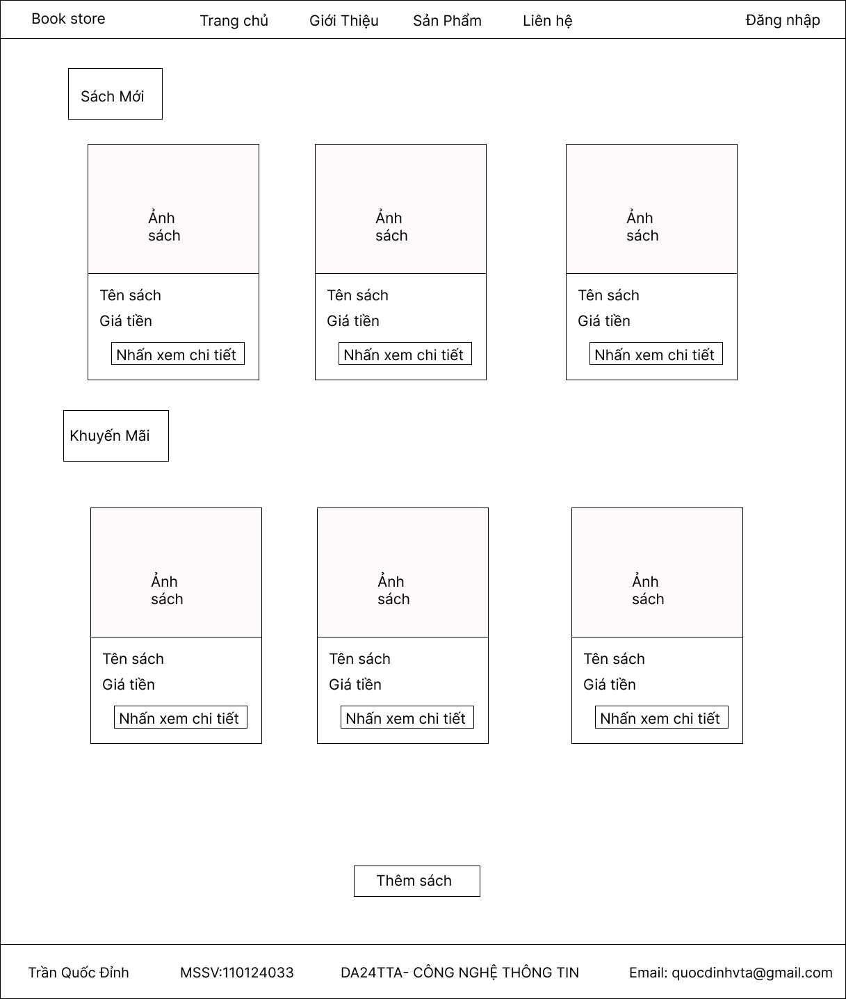 Book store
Trang chủ
Giới Thiệu
Sản Phẩm
Liên hệ
Đăng nhập
Sách Mới
Ảnh
sách
Tên sách
Giá tiền
Nhấn xem chi tiết
Ảnh
sách
Tên sách
Giá tiền
Nhấn xem chi tiết
Ảnh
sách
Tên sách
Giá tiền
Nhấn xem chi tiết
Khuyến Mãi
Ảnh
sách
Tên sách
Giá tiền
Nhấn xem chi tiết
Ảnh
sách
Tên sách
Giá tiền
Nhấn xem chi tiết
Ảnh
sách
Tên sách
Giá tiền
Nhấn xem chi tiết
Thêm sách
Trần Quốc Đỉnh
MSSV:110124033
DA24TTA- CÔNG NGHỆ THÔNG TIN
Email: quocdinhvta@gmail.com